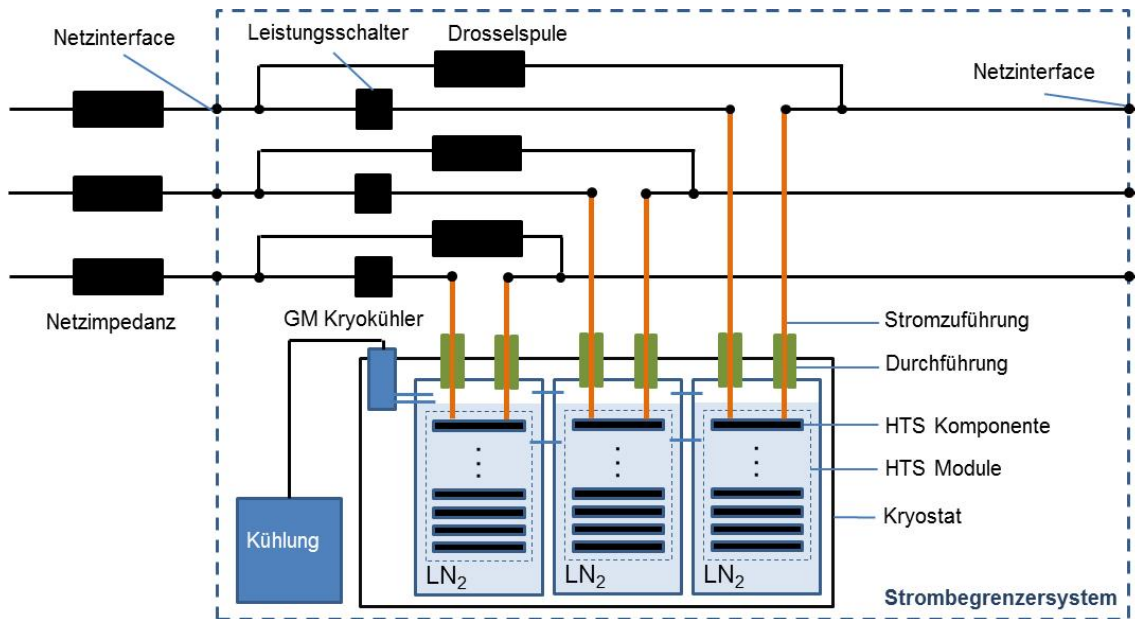 Netzinterface
Leistungsschalter
Drosselspule
Netzinterface
Netzimpedanz
GM Kryokühler
Stromzuführung
Durchführung
HTS Komponente
HTS Module
Kryostat
Kühlung
LN₂
LN₂
LN₂
Strombegrenzersystem